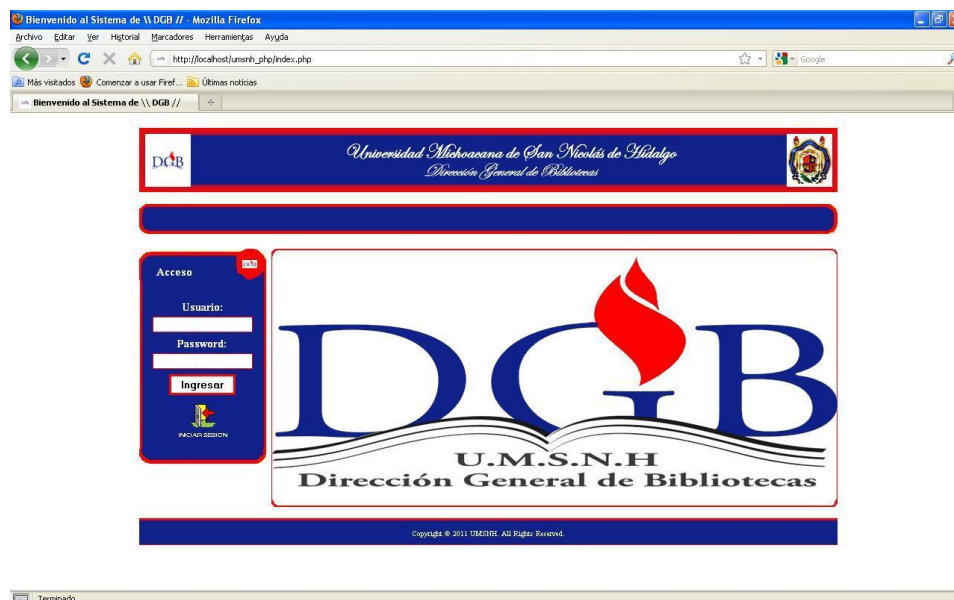 Bienvenido al Sistema de \\ DGB // - Mozilla Firefox
Archivo Editar Ver Historial Marcadores Herramientas Ayuda
http://localhost/umsnh_php/index.php
Google
Más visitados Comenzar a usar Firef... Últimas noticias
Bienvenido al Sistema de \\ DGB //
DGB
Universidad Michoacana de San Nicolás de Hidalgo
Dirección General de Bibliotecas
Acceso
Usuario:
Password:
Ingresar
INICIAR SESION
DGB
U.M.S.N.H
Dirección General de Bibliotecas
Copyright © 2011 UMSNH. All Rights Reserved.
Terminado